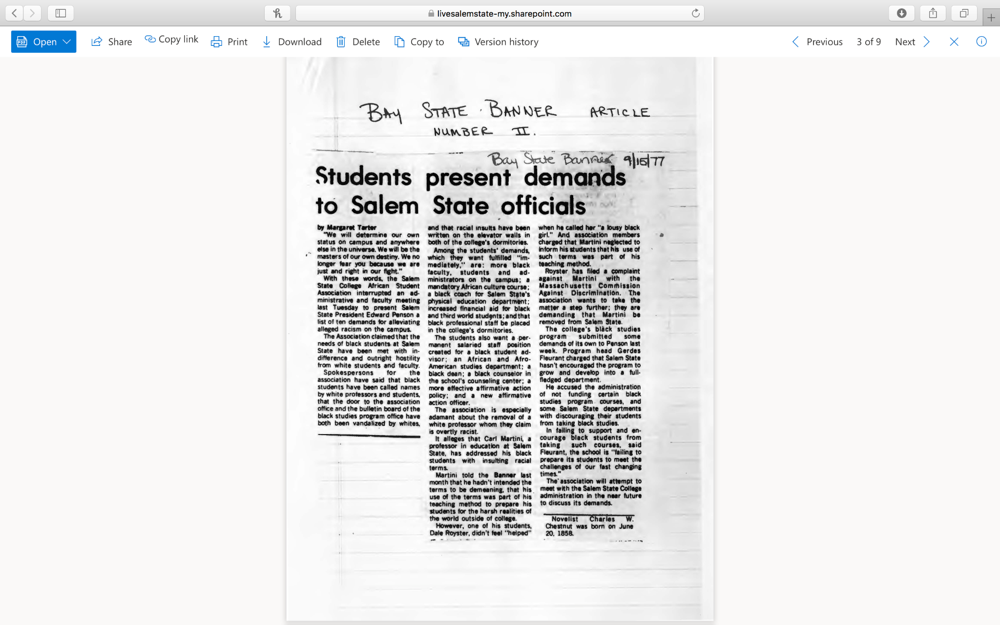 livesalemstate-my.sharepoint.com
Open
Share
Copy link
Print
Download
Delete
Copy to
Version history
Previous
3 of 9
Next
BAY STATE BANNER ARTICLE
NUMBER II.
Bay State Banner 9/15/77
Students present demands
to Salem State officials
by Margaret Tarter
"We will determine our own
status on campus and anywhere
else in the universe. We will be the
masters of our own destiny. We no
longer fear you because we are
just and right in our fight."
With these words, the Salem
State College African Student
Association interrupted an ad-
ministrative and faculty meeting
last Tuesday to present Salem
State President Edward Penson a
list of ten demands for alleviating
alleged racism on the campus.
The Association claimed that the
needs of black students at Salem
State have been met with in-
difference and outright hostility
from white students and faculty.
Spokespersons for the
association have said that black
students have been called names
by white professors and students,
that the door to the association
office and the bulletin board of the
black studies program office have
both been vandalized by whites,
and that racial insults have been
written on the elevator walls in
both of the college's dormitories.
Among the students' demands,
which they want fulfilled "im-
mediately," are: more black
faculty, students and ad-
ministrators on the campus; a
mandatory African culture course;
a black coach for Salem State's
physical education department;
increased financial aid for black
and third world students; and that
black professional staff be placed
in the college's dormitories.
The students also want a per-
manent salaried staff position
created for a black student ad-
visor; an African and Afro-
American studies department; a
black dean; a black counselor in
the school's counseling center; a
more effective affirmative action
policy; and a new affirmative
action officer.
The association is especially
adamant about the removal of a
white professor whom they claim
is overtly racist.
It alleges that Carl Martini, a
professor in education at Salem
State, has addressed his black
students with insulting racial
terms.
Martini told the Banner last
month that he hadn't intended the
terms to be demeaning, that his
use of the terms was part of his
teaching method to prepare his
students for the harsh realities of
the world outside of college.
However, one of his students,
Dale Royster, didn't feel "helped"
when he called her "a lousy black
girl." And association members
charged that Martini neglected to
inform his students that his use of
such terms was part of his
teaching method.
Royster has filed a complaint
against Martini with the
Massachusetts Commission
Against Discrimination. The
association wants to take the
matter a step further; they are
demanding that Martini be
removed from Salem State.
The college's black studies
program submitted some
demands of its own to Penson last
week. Program head Gerdes
Fleurant charged that Salem State
hasn't encouraged the program to
grow and develop into a full-
fledged department.
He accused the administration
of not funding certain black
studies program courses, and
some Salem State departments
with discouraging their students
from taking black studies.
In failing to support and en-
courage black students from
taking such courses, said
Fleurant, the school is "failing to
prepare its students to meet the
challenges of our fast changing
times."
The association will attempt to
meet with the Salem State College
administration in the near future
to discuss its demands.
Novelist Charles W.
Chestnut was born on June
20, 1858.